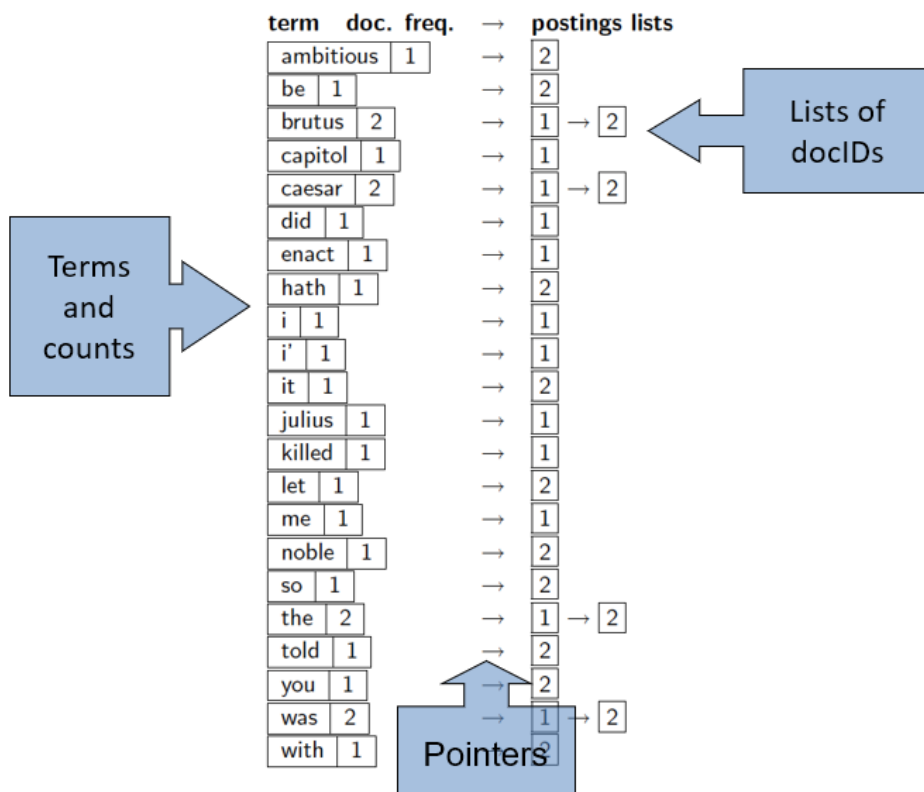 term doc. freq. → postings lists
ambitious 1 → 2
be 1 → 2
brutus 2 → 1 → 2
capitol 1 → 1
caesar 2 → 1 → 2
did 1 → 1
enact 1 → 1
hath 1 → 2
i 1 → 1
i' 1 → 1
it 1 → 2
julius 1 → 1
killed 1 → 1
let 1 → 2
me 1 → 1
noble 1 → 2
so 1 → 2
the 2 → 1 → 2
told 1 → 2
you 1 → 2
was 2 → 1 → 2
with 1 → 2
Terms
and
counts
Lists of
docIDs
Pointers